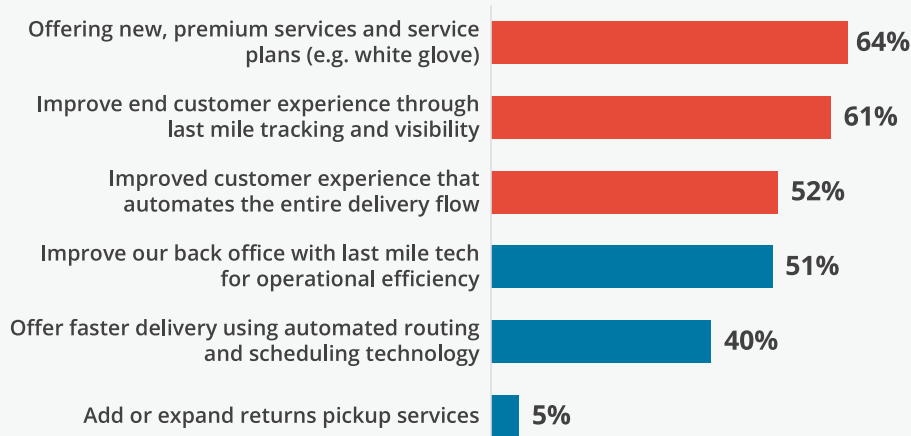 Offering new, premium services and service
plans (e.g. white glove)
64%
Improve end customer experience through
last mile tracking and visibility
61%
Improved customer experience that
automates the entire delivery flow
52%
Improve our back office with last mile tech
for operational efficiency
51%
Offer faster delivery using automated routing
and scheduling technology
40%
Add or expand returns pickup services
5%